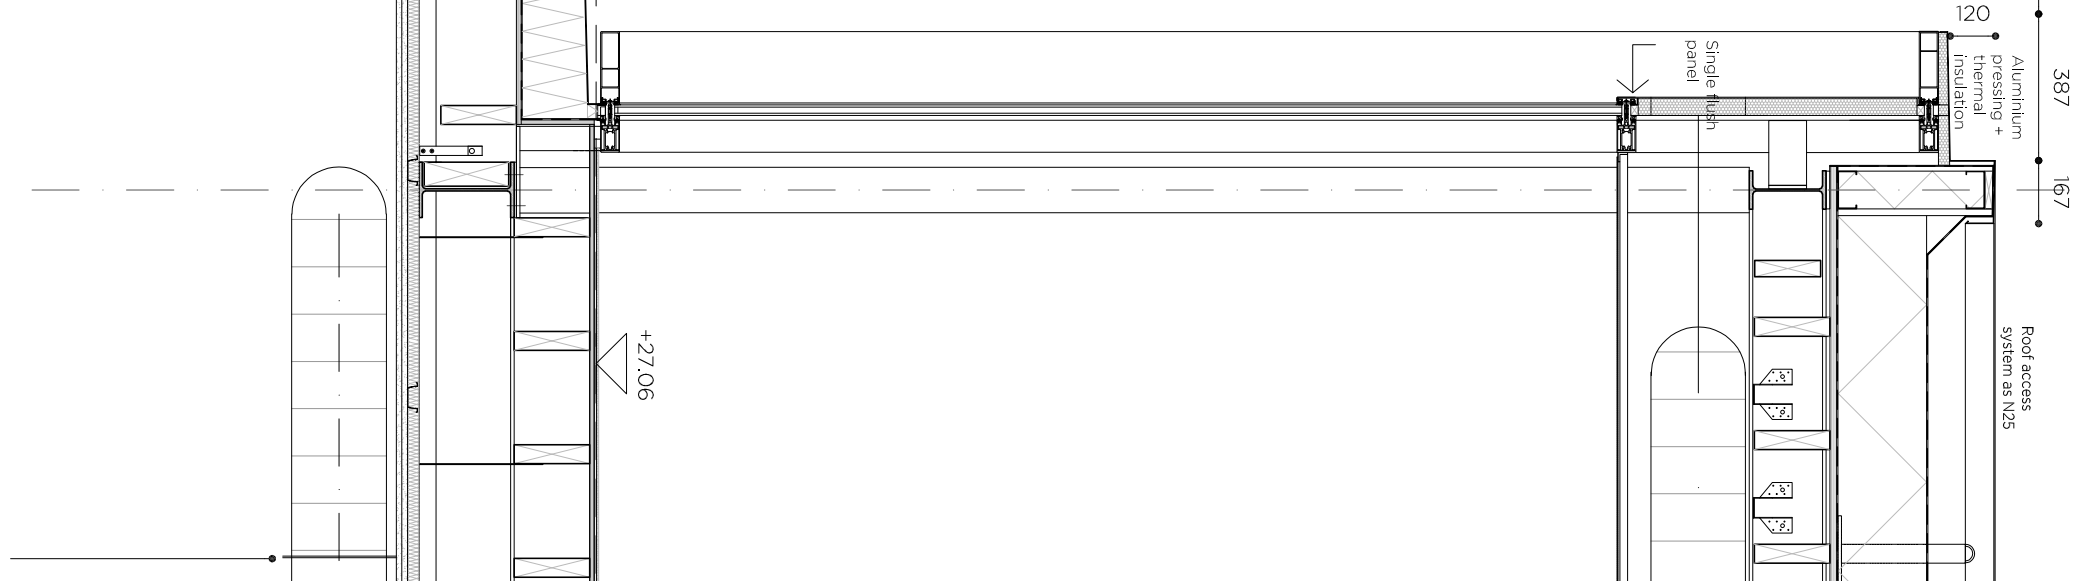 120
387
167
Aluminium
pressing +
thermal
insulation
Single flush
panel
+27.06
Roof access
system as N25